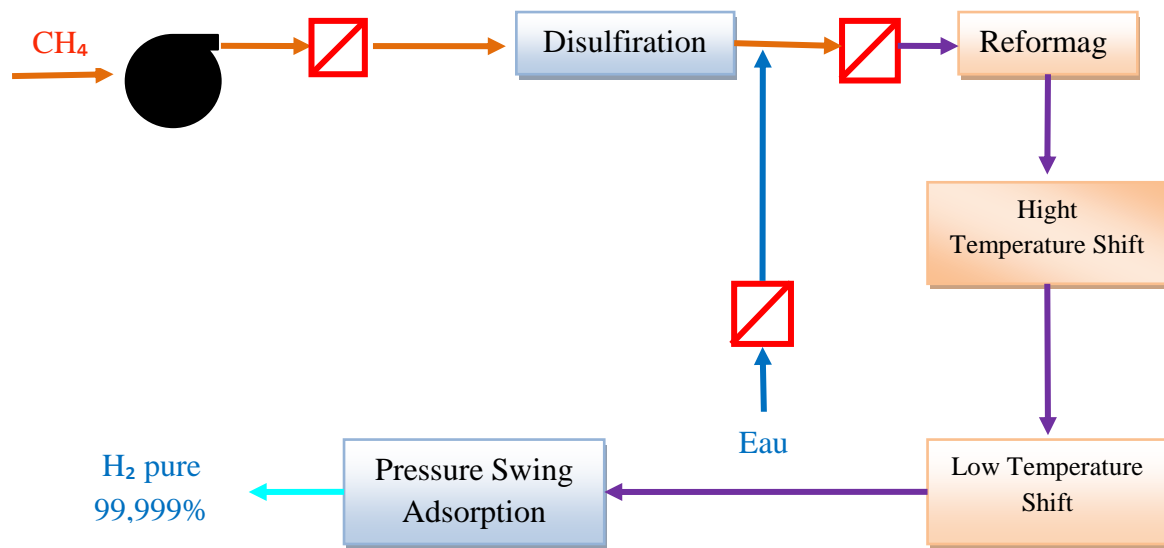 CH₄
Disulfiration
Reformag
Hight
Temperature Shift
Eau
Low Temperature
Shift
Pressure Swing
Adsorption
H₂ pure
99,999%